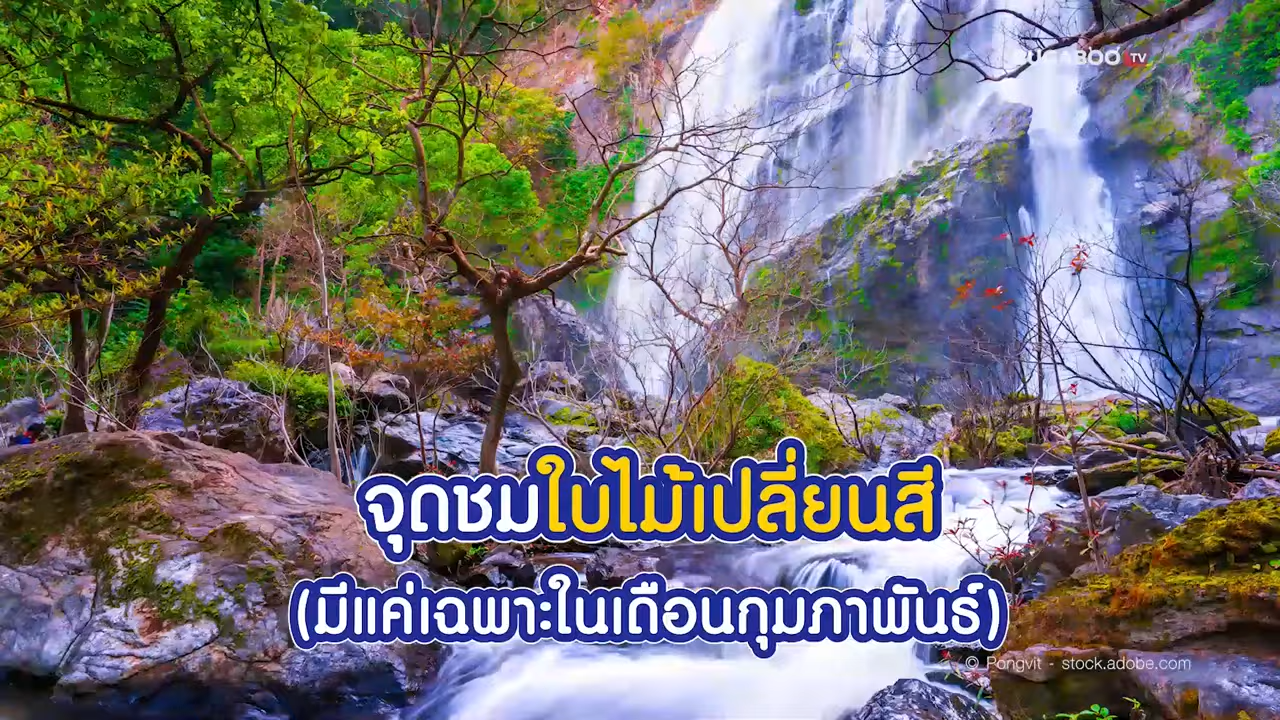 BUGABOO TV
จุดชมใบไม้เปลี่ยนสี
(มีแค่เฉพาะในเดือนกุมภาพันธ์)
© Pongvit - stock.adobe.com